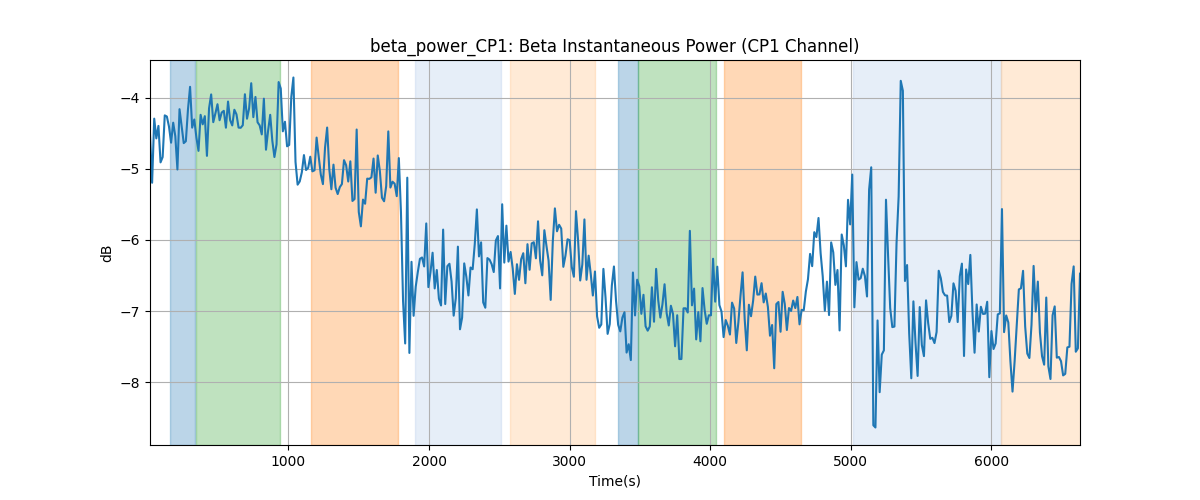 beta_power_CP1: Beta Instantaneous Power (CP1 Channel)
−4
−5
−6
−7
−8
dB
1000 2000 3000 4000 5000 6000
Time(s)